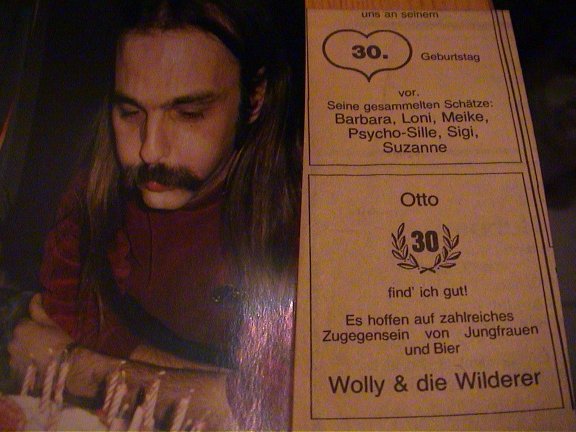 uns an seinem
30. Geburtstag
vor.
Seine gesammelten Schätze:
Barbara, Loni, Meike,
Psycho-Sille, Sigi,
Suzanne
Otto
30
find' ich gut!
Es hoffen auf zahlreiches
Zugegensein von Jungfrauen
und Bier
Wolly & die Wilderer